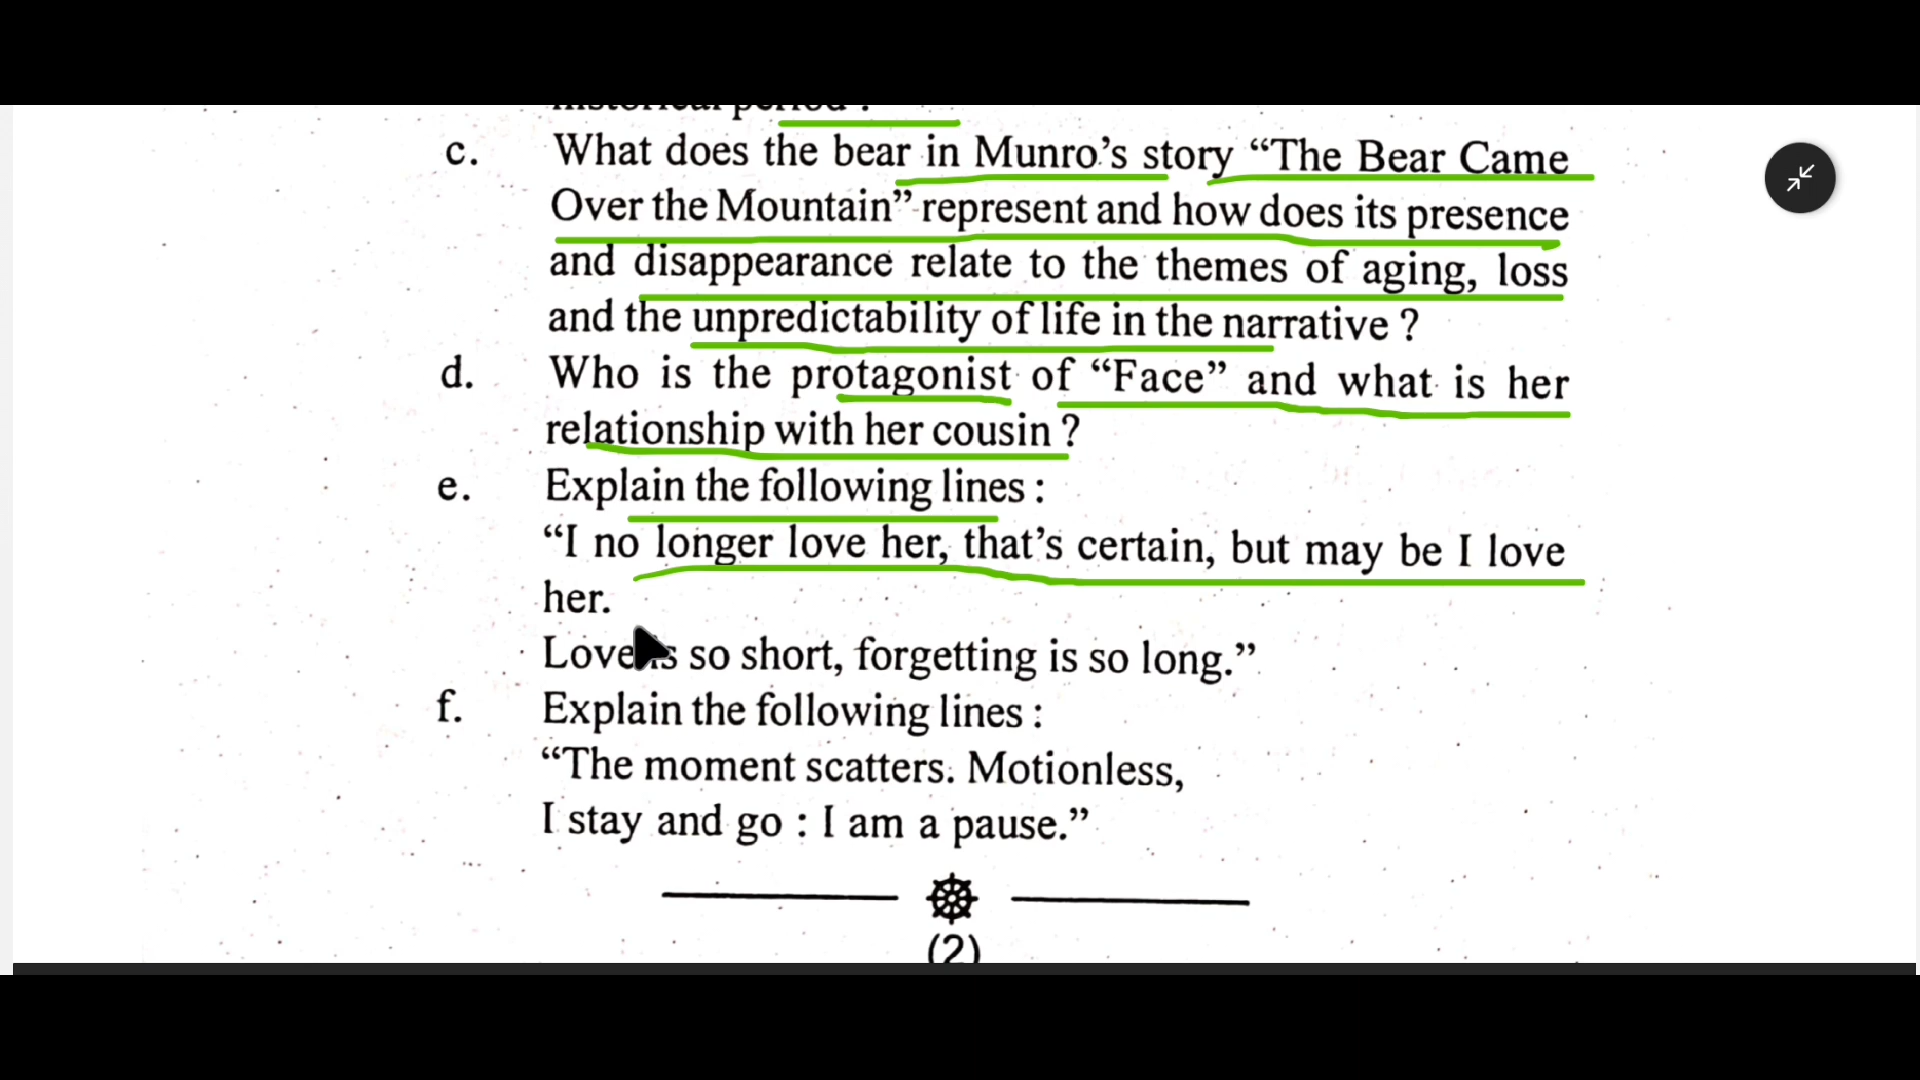 historical period ?
c. What does the bear in Munro's story “The Bear Came
Over the Mountain” represent and how does its presence
and disappearance relate to the themes of aging, loss
and the unpredictability of life in the narrative ?
d. Who is the protagonist of “Face” and what is her
relationship with her cousin ?
e. Explain the following lines :
“I no longer love her, that's certain, but may be I love
her.
Love is so short, forgetting is so long.”
f. Explain the following lines :
“The moment scatters. Motionless,
I stay and go : I am a pause.”
(2)